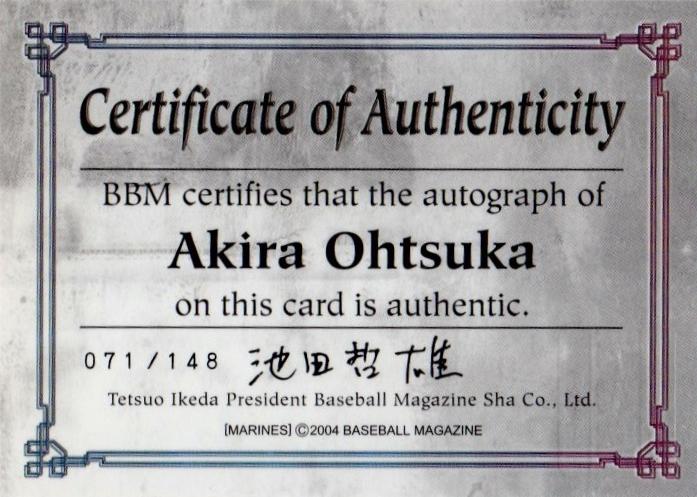 Certificate of Authenticity
BBM certifies that the autograph of
Akira Ohtsuka
on this card is authentic.
071/148 池田哲雄
Tetsuo Ikeda President Baseball Magazine Sha Co., Ltd.
[MARINES] ©2004 BASEBALL MAGAZINE